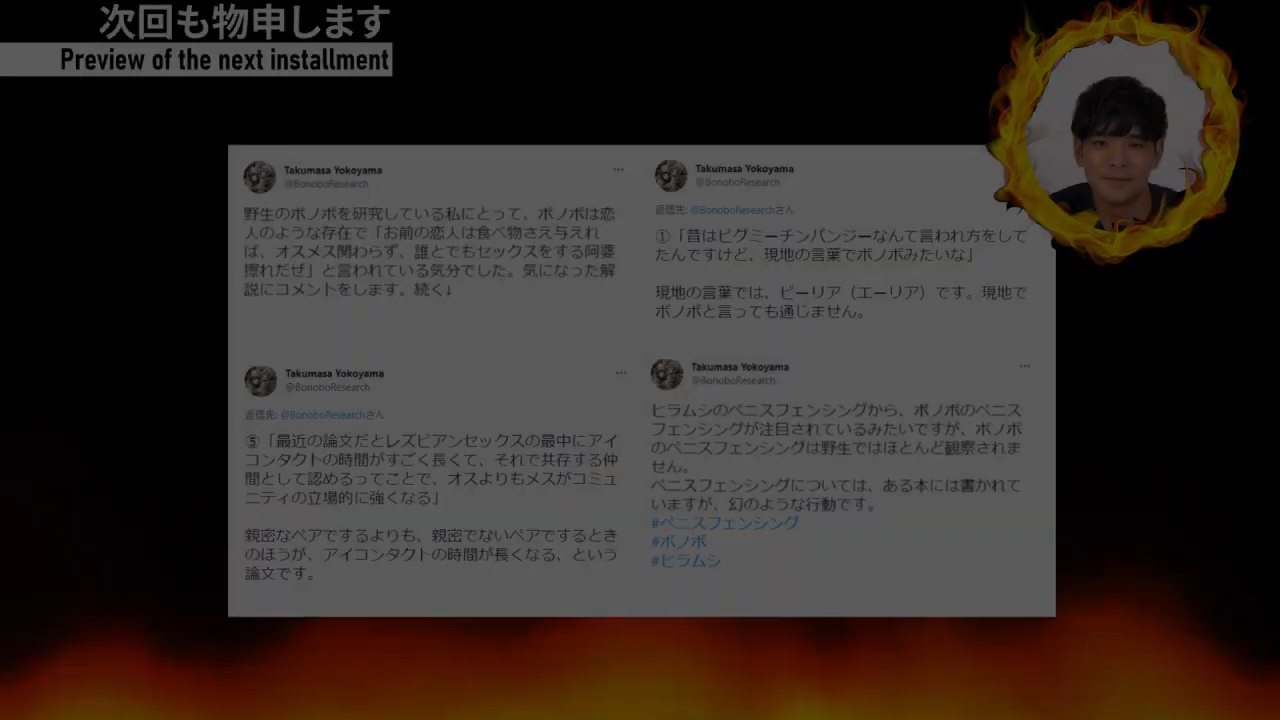 次回も物申します
Preview of the next installment
Takumasa Yokoyama
@BonoboResearch
野生のボノボを研究している私にとって、ボノボは恋
人のような存在で「お前の恋人は食べ物さえ与えれ
ば、オスメス関わらず、誰とでもセックスをする阿婆
擦れだぜ」と言われている気分でした。気になった解
説にコメントをします。続く↓
Takumasa Yokoyama
@BonoboResearch
返信先: @BonoboResearchさん
①「昔はピグミーチンパンジーなんて言われ方をして
たんですけど、現地の言葉でボノボみたいな」
現地の言葉では、ビーリア（エーリア）です。現地で
ボノボと言っても通じません。
Takumasa Yokoyama
@BonoboResearch
返信先: @BonoboResearchさん
⑤「最近の論文だとレズビアンセックスの最中にアイ
コンタクトの時間がすごく長くて、それで共存する仲
間として認めるってことで、オスよりもメスがコミュ
ニティの立場的に強くなる」
親密なペアでするよりも、親密でないペアでするとき
のほうが、アイコンタクトの時間が長くなる、という
論文です。
Takumasa Yokoyama
@BonoboResearch
ヒラムシのペニスフェンシングから、ボノボのペニス
フェンシングが注目されているみたいですが、ボノボ
のペニスフェンシングは野生ではほとんど観察されま
せん。
ペニスフェンシングについては、ある本には書かれて
いますが、幻のような行動です。
#ペニスフェンシング
#ボノボ
#ヒラムシ